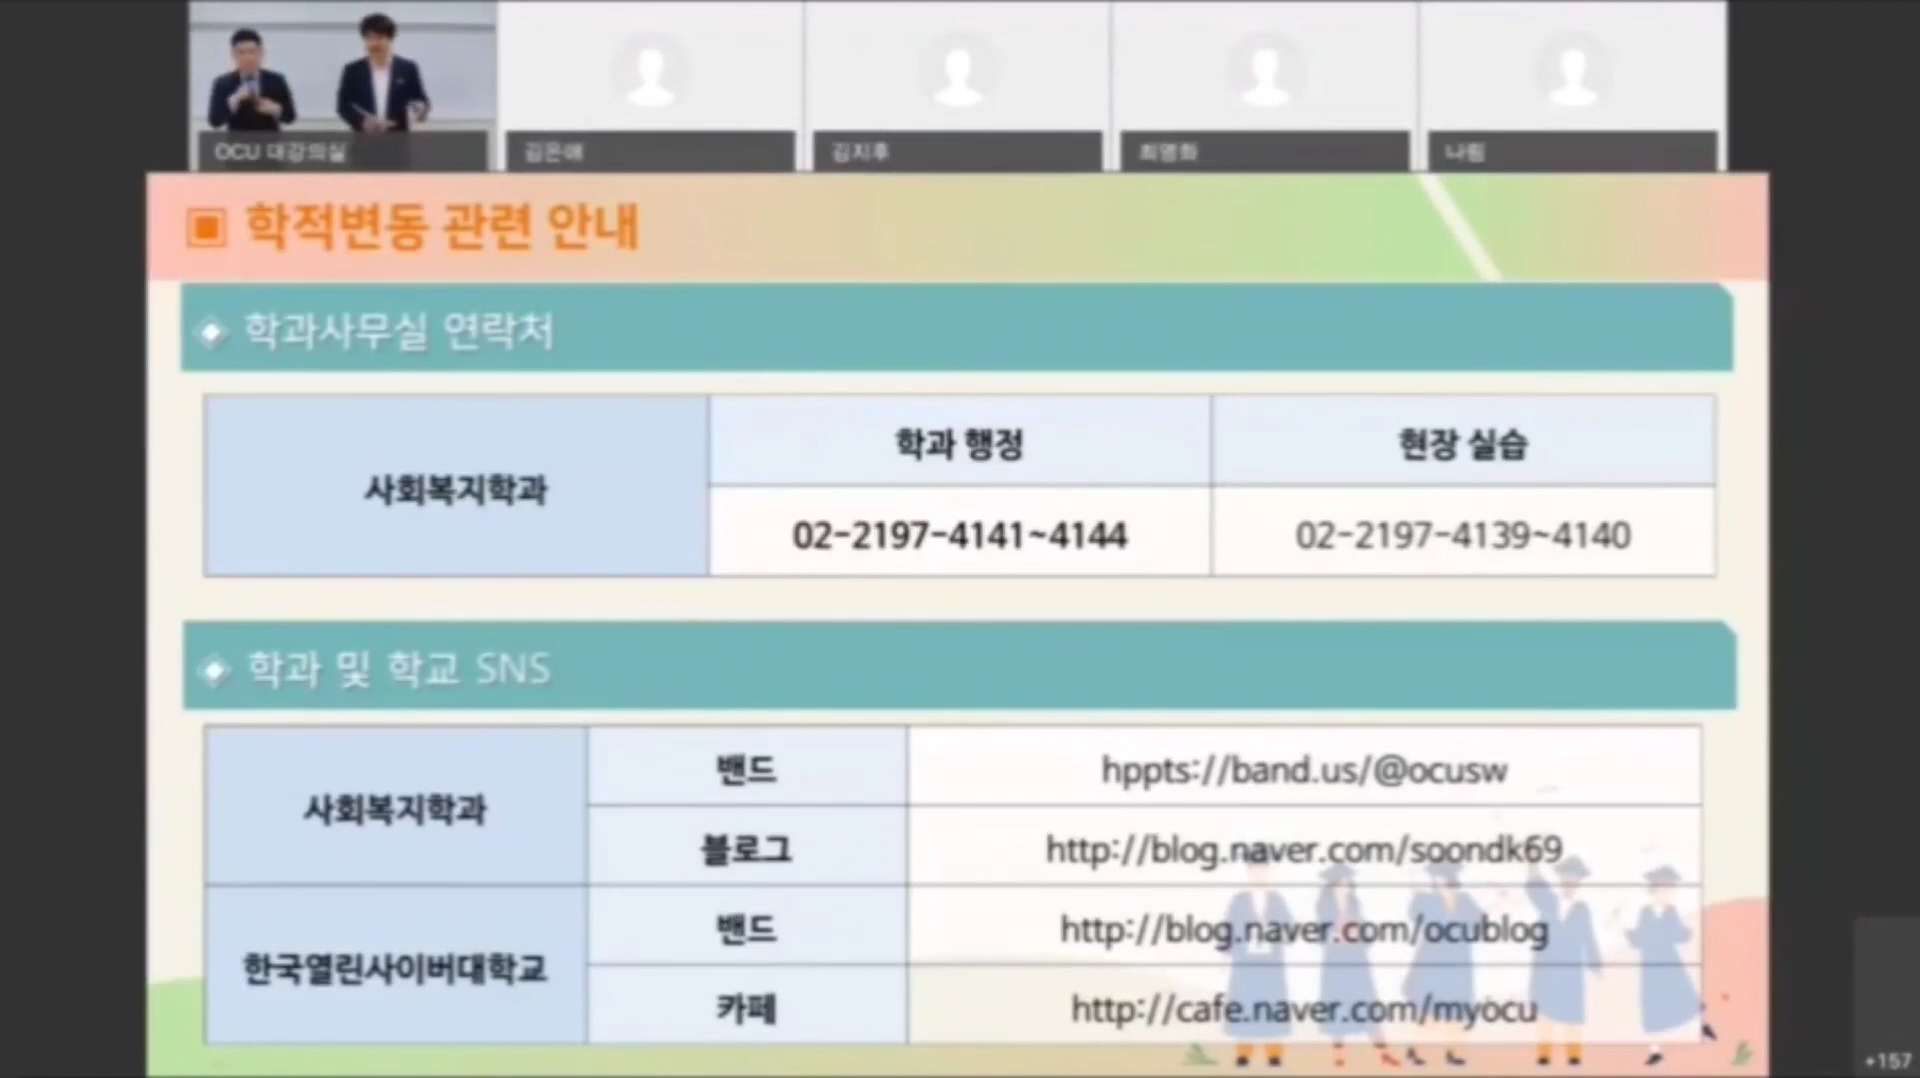 OCU 대강의실
김은애
김지후
최영화
나림
학적변동 관련 안내
학과사무실 연락처
사회복지학과
학과 행정
현장 실습
02-2197-4141~4144
02-2197-4139~4140
학과 및 학교 SNS
사회복지학과
밴드
hppts://band.us/@ocusw
블로그
http://blog.naver.com/soondk69
한국열린사이버대학교
밴드
http://blog.naver.com/ocublog
카페
http://cafe.naver.com/myocu
+157